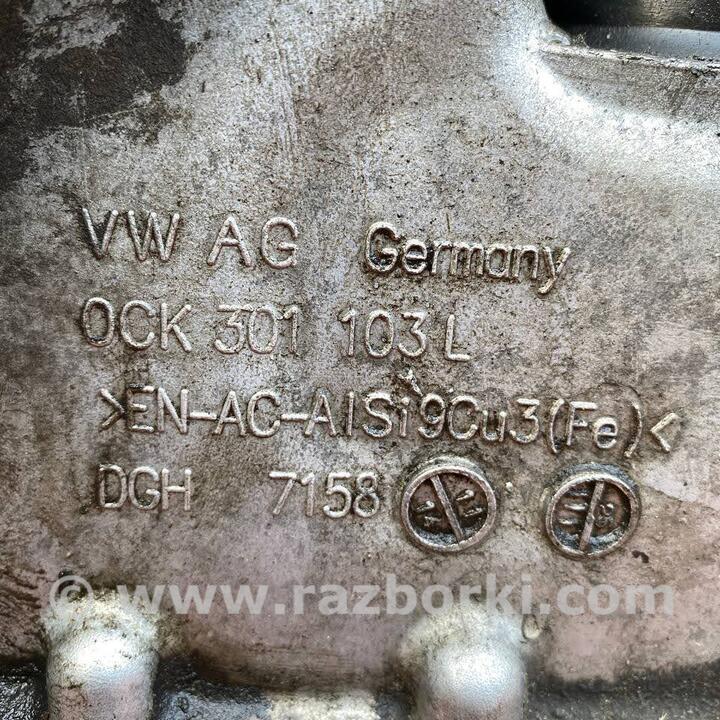 VW AG Germany
0CK 301 103 L
>EN-AC-AlSi9Cu3(Fe)<
DGH 7158
© www.razborki.com